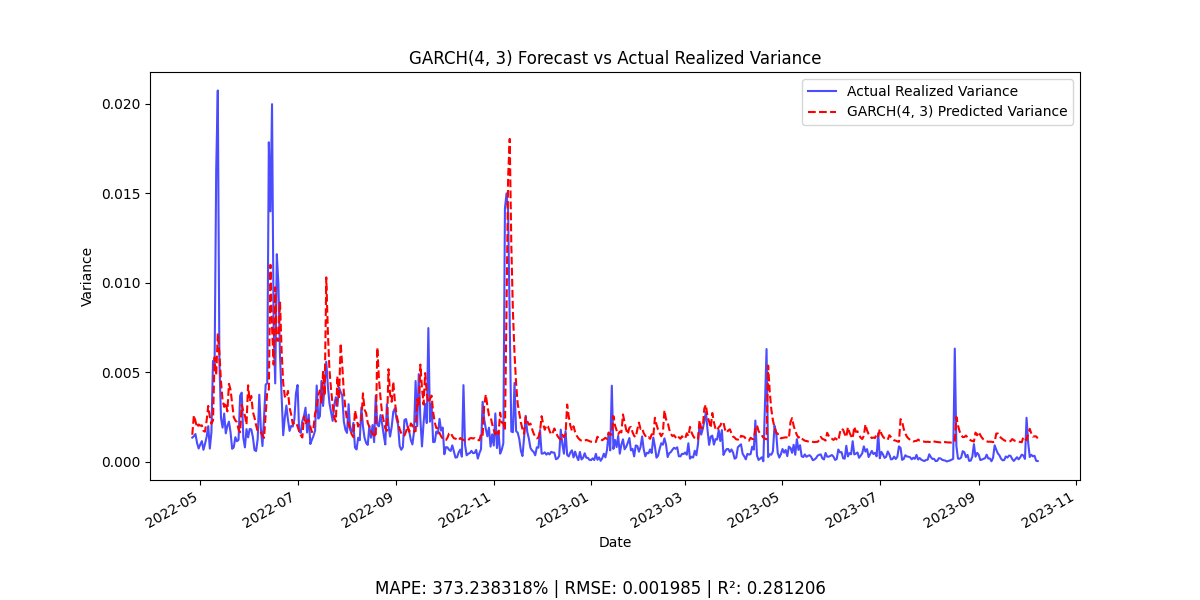 GARCH(4, 3) Forecast vs Actual Realized Variance
Actual Realized Variance
GARCH(4, 3) Predicted Variance
0.020
0.015
0.010
0.005
0.000
Variance
2022-05
2022-07
2022-09
2022-11
2023-01
2023-03
2023-05
2023-07
2023-09
2023-11
Date
MAPE: 373.238318% | RMSE: 0.001985 | R²: 0.281206